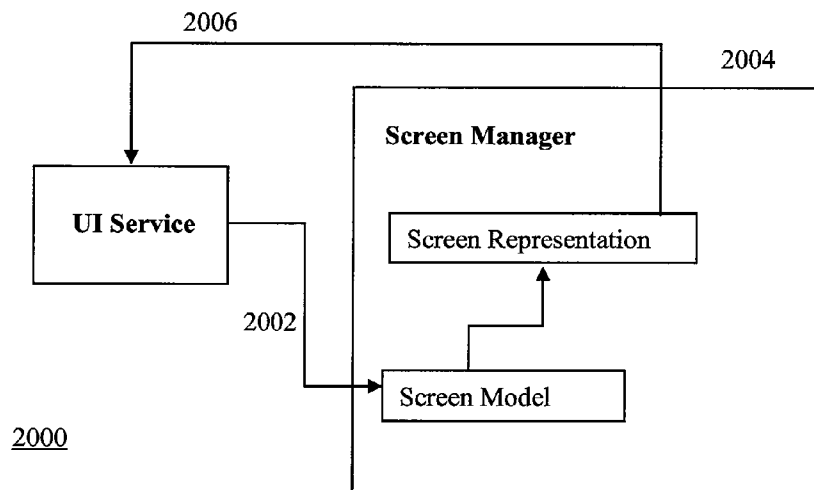 2006
2004
Screen Manager
UI Service
Screen Representation
2002
Screen Model
2000